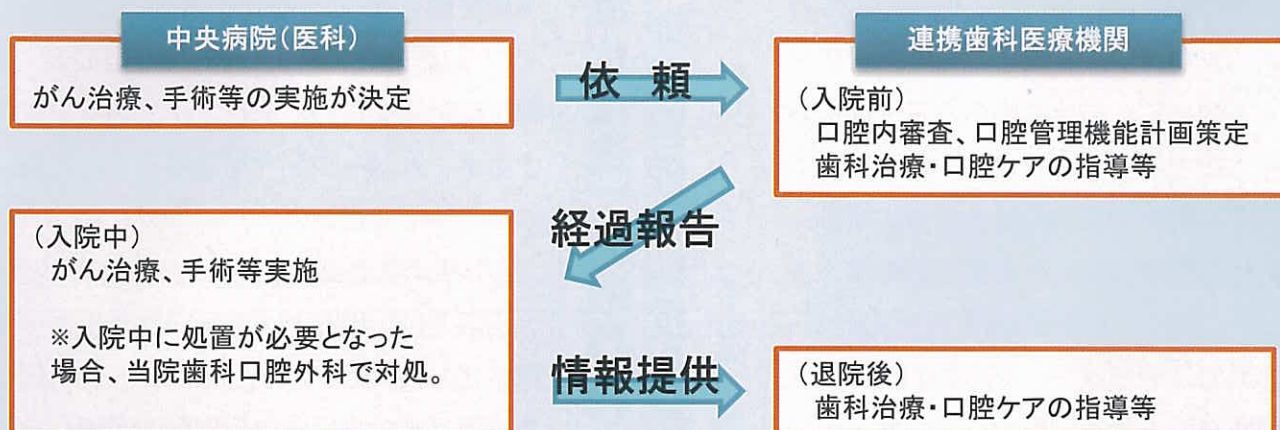 中央病院(医科)
がん治療、手術等の実施が決定
依 頼
連携歯科医療機関
(入院前)
口腔内審査、口腔管理機能計画策定
歯科治療・口腔ケアの指導等
経過報告
(入院中)
がん治療、手術等実施
※入院中に処置が必要となった
場合、当院歯科口腔外科で対処。
情報提供
(退院後)
歯科治療・口腔ケアの指導等